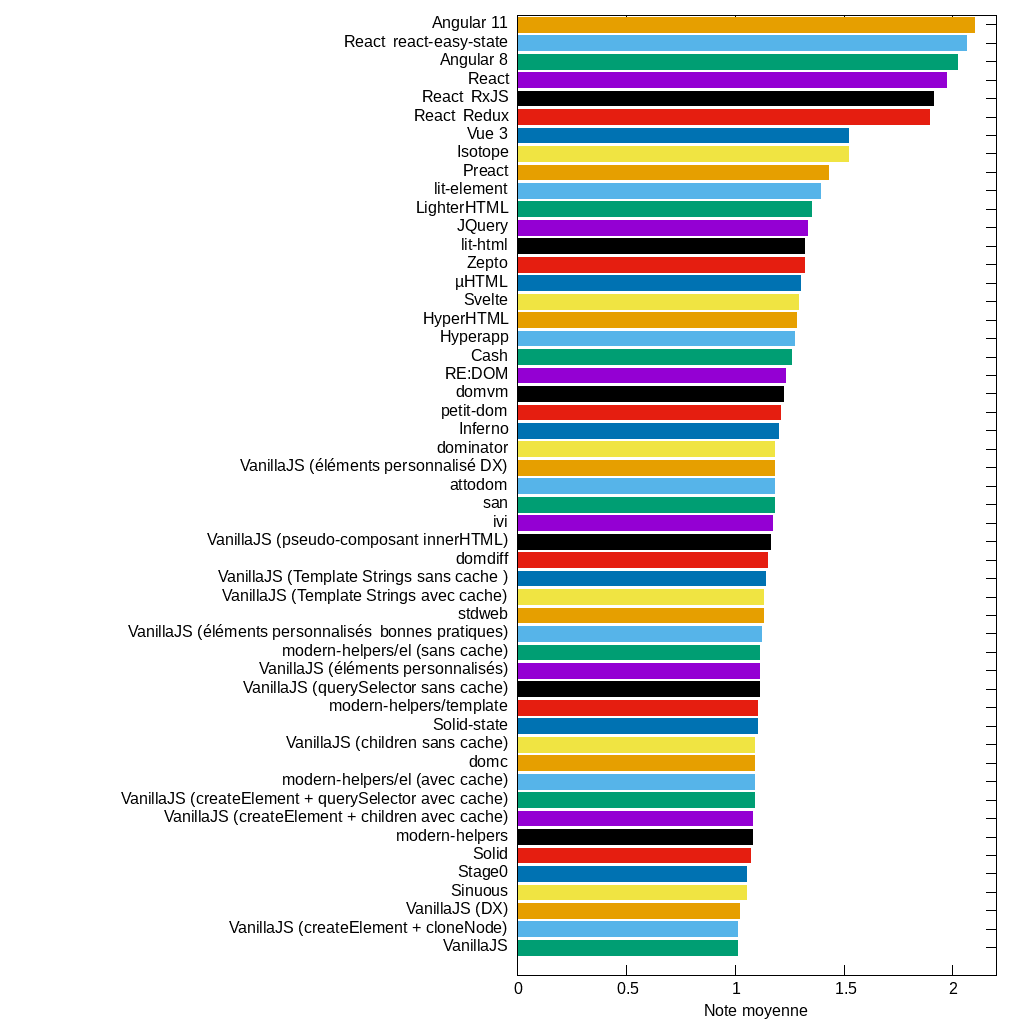 Angular 11
React react-easy-state
Angular 8
React
React RxJS
React Redux
Vue 3
Isotope
Preact
lit-element
LighterHTML
JQuery
lit-html
Zepto
µHTML
Svelte
HyperHTML
Hyperapp
Cash
RE:DOM
domvm
petit-dom
Inferno
dominator
VanillaJS (éléments personnalisé DX)
attodom
san
ivi
VanillaJS (pseudo-composant innerHTML)
domdiff
VanillaJS (Template Strings sans cache )
VanillaJS (Template Strings avec cache)
stdweb
VanillaJS (éléments personnalisés bonnes pratiques)
modern-helpers/el (sans cache)
VanillaJS (éléments personnalisés)
VanillaJS (querySelector sans cache)
modern-helpers/template
Solid-state
VanillaJS (children sans cache)
domc
modern-helpers/el (avec cache)
VanillaJS (createElement + querySelector avec cache)
VanillaJS (createElement + children avec cache)
modern-helpers
Solid
Stage0
Sinuous
VanillaJS (DX)
VanillaJS (createElement + cloneNode)
VanillaJS
0 0.5 1 1.5 2
Note moyenne